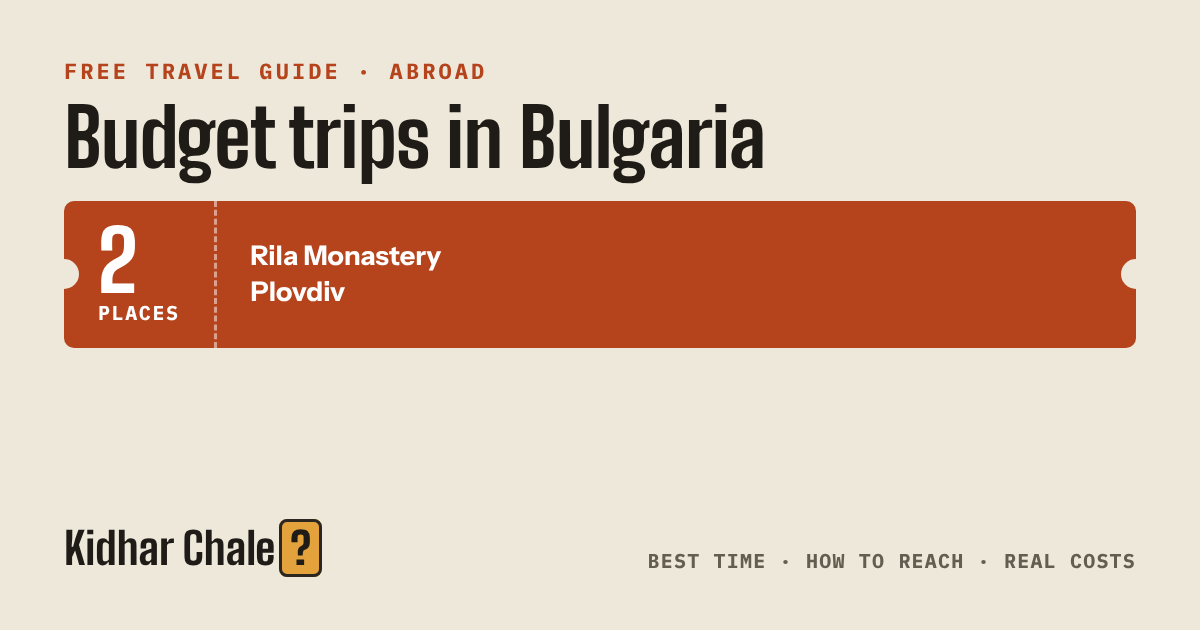 FREE TRAVEL GUIDE · ABROAD
Budget trips in Bulgaria
2
PLACES
Rila Monastery
Plovdiv
Kidhar Chale ?
BEST TIME · HOW TO REACH · REAL COSTS